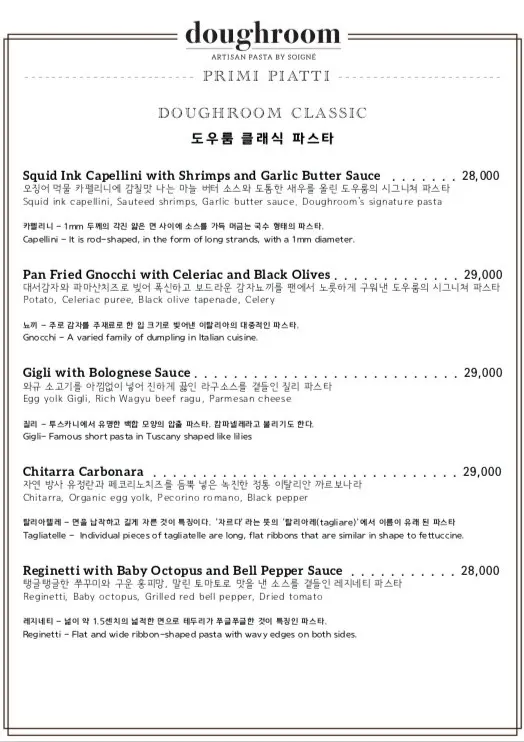 doughroom
ARTISAN PASTA BY SOIGNÉ
PRIMI PIATTI
DOUGHROOM CLASSIC
도우룸 클래식 파스타
Squid Ink Capellini with Shrimps and Garlic Butter Sauce . . . . . . . 28,000
오징어 먹물 카펠리니에 감칠맛 나는 마늘 버터 소스와 도톰한 새우를 올린 도우룸의 시그니쳐 파스타
Squid ink capellini, Sauteed shrimps, Garlic butter sauce, Doughroom's signature pasta
카펠리니 – 1mm 두께의 각진 얇은 면 사이에 소스를 가득 머금는 국수 형태의 파스타.
Capellini – It is rod-shaped, in the form of long strands, with a 1mm diameter.
Pan Fried Gnocchi with Celeriac and Black Olives . . . . . . . . . . . . . 29,000
대서감자와 파마산치즈로 빚어 폭신하고 보드라운 감자뇨끼를 팬에서 노릇하게 구워낸 도우룸의 시그니쳐 파스타
Potato, Celeriac puree, Black olive tapenade, Celery
뇨끼 – 주로 감자를 주재료로 한 입 크기로 빚어낸 이탈리아의 대중적인 파스타.
Gnocchi – A varied family of dumpling in Italian cuisine.
Gigli with Bolognese Sauce . . . . . . . . . . . . . . . . . . . . . . . . . . . 29,000
와규 소고기를 아낌없이 넣어 진하게 끓인 라구소스를 곁들인 질리 파스타
Egg yolk Gigli, Rich Wagyu beef ragu, Parmesan cheese
질리 – 투스카니에서 유명한 백합 모양의 압출 파스타. 캄파넬레라고 불리기도 한다.
Gigli– Famous short pasta in Tuscany shaped like lilies
Chitarra Carbonara . . . . . . . . . . . . . . . . . . . . . . . . . . . . . . . 29,000
자연 방사 유정란과 페코리노치즈를 듬뿍 넣은 녹진한 정통 이탈리안 까르보나라
Chitarra, Organic egg yolk, Pecorino romano, Black pepper
탈리아텔레 – 면을 납작하고 길게 자른 것이 특징이다. '자르다' 라는 뜻의 '탈리아레(tagliare)'에서 이름이 유래 된 파스타
Tagliatelle – Individual pieces of tagliatelle are long, flat ribbons that are similar in shape to fettuccine.
Reginetti with Baby Octopus and Bell Pepper Sauce . . . . . . . . . . . 28,000
탱글탱글한 쭈꾸미와 구운 홍피망, 말린 토마토로 맛을 낸 소스를 곁들인 레지네티 파스타
Reginetti, Baby octopus, Grilled red bell pepper, Dried tomato
레지네티 – 넓이 약 1.5센치의 넓적한 면으로 테두리가 쭈글쭈글한 것이 특징인 파스타.
Reginetti – Flat and wide ribbon-shaped pasta with wavy edges on both sides.